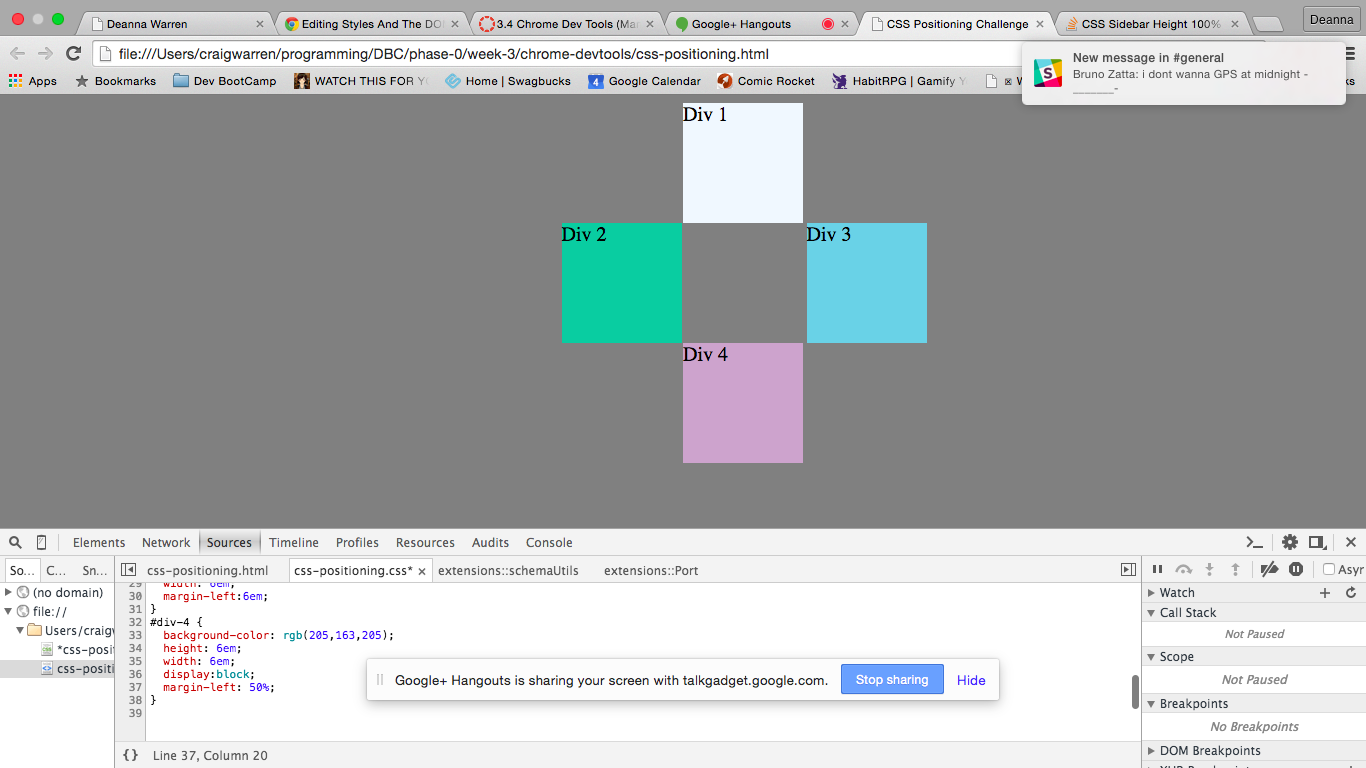 Deanna Warren
Editing Styles And The DO
3.4 Chrome Dev Tools (Ma
Google+ Hangouts
CSS Positioning Challenge
CSS Sidebar Height 100%
Deanna
file:///Users/craigwarren/programming/DBC/phase-0/week-3/chrome-devtools/css-positioning.html
New message in #general
Bruno Zatta: i dont wanna GPS at midnight -
_______-
Apps
Bookmarks
Dev BootCamp
WATCH THIS FOR Y
Home | Swagbucks
4 Google Calendar
Comic Rocket
HabitRPG | Gamify Y
Div 1
Div 2
Div 3
Div 4
Elements Network Sources Timeline Profiles Resources Audits Console
So... C... Sn...
css-positioning.html css-positioning.css* extensions::schemaUtils extensions::Port
Asyn
(no domain)
file://
Users/craigw
*css-posit
css-positi
29 width: 6em;
30 margin-left:6em;
31 }
32 #div-4 {
33 background-color: rgb(205,163,205);
34 height: 6em;
35 width: 6em;
36 display:block;
37 margin-left: 50%;
38 }
39
Google+ Hangouts is sharing your screen with talkgadget.google.com. Stop sharing Hide
{} Line 37, Column 20
Watch
Call Stack
Not Paused
Scope
Not Paused
Breakpoints
No Breakpoints
DOM Breakpoints